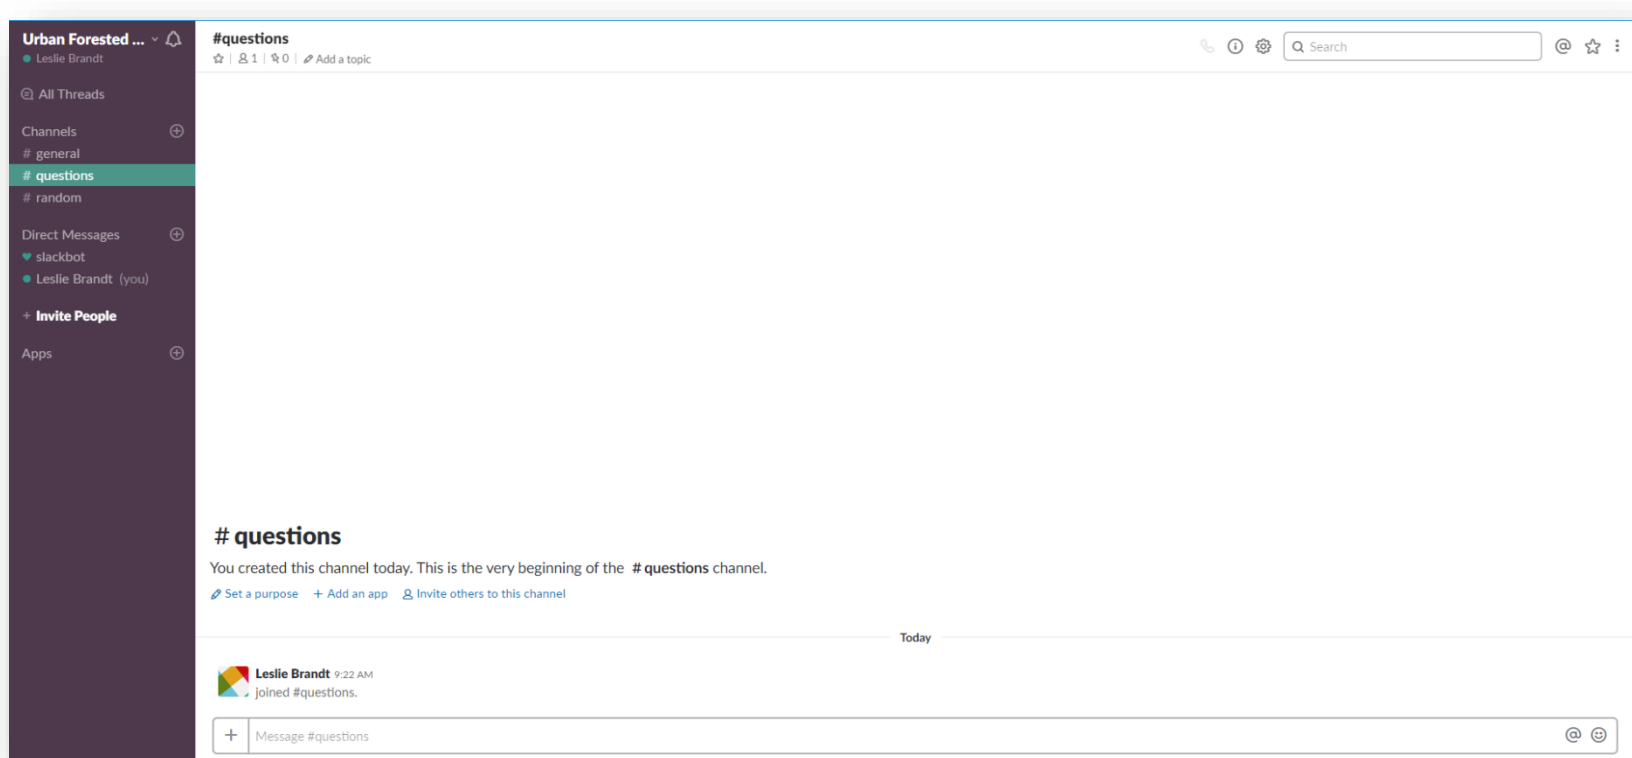 Urban Forested ...
Leslie Brandt
All Threads
Channels
# general
# questions
# random
Direct Messages
slackbot
Leslie Brandt (you)
+ Invite People
Apps
#questions
1 | 0 | Add a topic
Search
# questions
You created this channel today. This is the very beginning of the # questions channel.
Set a purpose + Add an app Invite others to this channel
Today
Leslie Brandt 9:22 AM
joined #questions.
+ Message #questions @